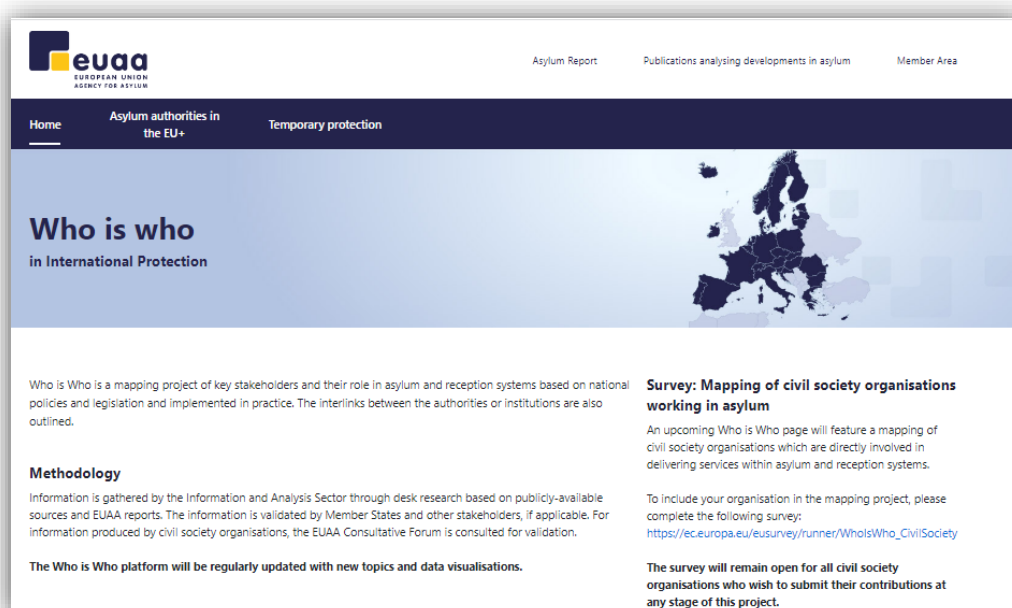 euaa
EUROPEAN UNION
AGENCY FOR ASYLUM
Asylum Report
Publications analysing developments in asylum
Member Area
Home
Asylum authorities in
the EU+
Temporary protection
Who is who
in International Protection
Who is Who is a mapping project of key stakeholders and their role in asylum and reception systems based on national
policies and legislation and implemented in practice. The interlinks between the authorities or institutions are also
outlined.
Methodology
Information is gathered by the Information and Analysis Sector through desk research based on publicly-available
sources and EUAA reports. The information is validated by Member States and other stakeholders, if applicable. For
information produced by civil society organisations, the EUAA Consultative Forum is consulted for validation.
The Who is Who platform will be regularly updated with new topics and data visualisations.
Survey: Mapping of civil society organisations
working in asylum
An upcoming Who is Who page will feature a mapping of
civil society organisations which are directly involved in
delivering services within asylum and reception systems.
To include your organisation in the mapping project, please
complete the following survey:
https://ec.europa.eu/eusurvey/runner/WhoIsWho_CivilSociety
The survey will remain open for all civil society
organisations who wish to submit their contributions at
any stage of this project.